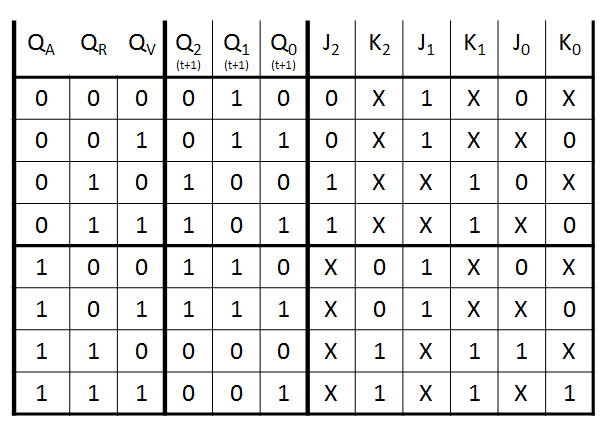 Q_A Q_R Q_V Q_2 (t+1) Q_1 (t+1) Q_0 (t+1) J_2 K_2 J_1 K_1 J_0 K_0
0 0 0 0 1 0 0 X 1 X 0 X
0 0 1 0 1 1 0 X 1 X X 0
0 1 0 1 0 0 1 X X 1 0 X
0 1 1 1 0 1 1 X X 1 X 0
1 0 0 1 1 0 X 0 1 X 0 X
1 0 1 1 1 1 X 0 1 X X 0
1 1 0 0 0 0 X 1 X 1 1 X
1 1 1 0 0 1 X 1 X 1 X 1